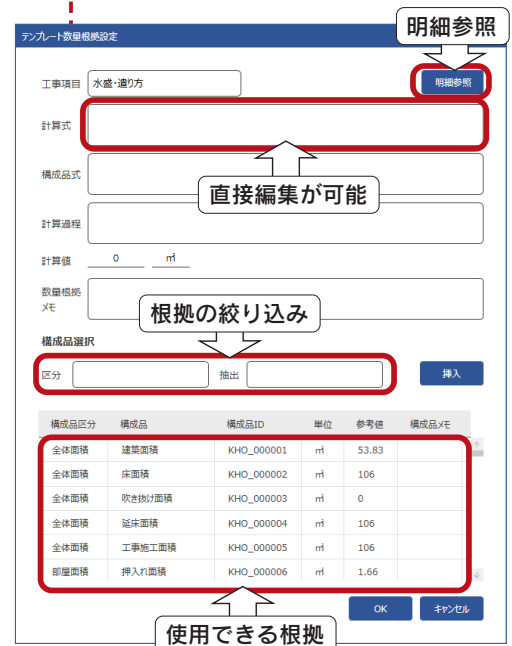 明細参照
テンプレート数量根拠設定
工事項目 水盛・遣り方 明細参照
計算式
直接編集が可能
構成品式
計算過程
計算値 0 ㎡
数量根拠
メモ
根拠の絞り込み
構成品選択
区分 抽出 挿入
構成品区分 構成品 構成品ID 単位 参考値 構成品メモ
全体面積 建築面積 KHO_000001 ㎡ 53.83
全体面積 床面積 KHO_000002 ㎡ 106
全体面積 吹き抜け面積 KHO_000003 ㎡ 0
全体面積 延床面積 KHO_000004 ㎡ 106
全体面積 工事施工面積 KHO_000005 ㎡ 106
部屋面積 押入れ面積 KHO_000006 ㎡ 1.66
OK キャンセル
使用できる根拠